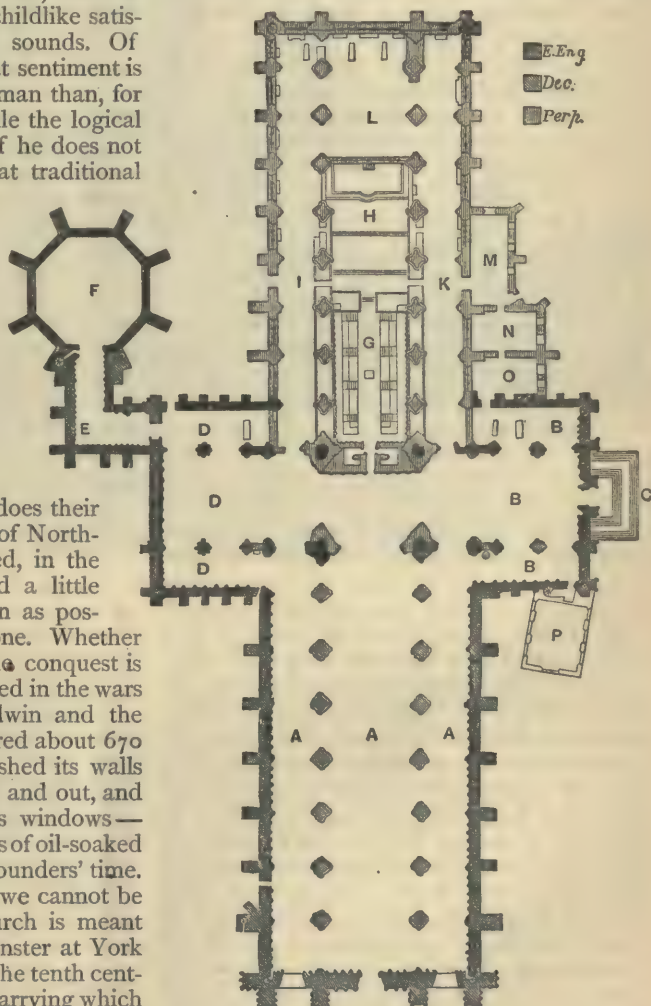 childlike satis-
sounds. Of
t sentiment is
man than, for
le the logical
f he does not
at traditional
does their
of North-
ed, in the
d a little
n as pos-
one. Whether
conquest is
ed in the wars
dwin and the
red about 670
shed its walls
and out, and
s windows—
s of oil-soaked
ounders' time.
we cannot be
urch is meant
nster at York
he tenth cent-
arrying which
E.Eng
Dec:
Perp.
L
H
F
M
I
K
N
G
O
D
B
E
C
D
B
D
B
P
A
A
A